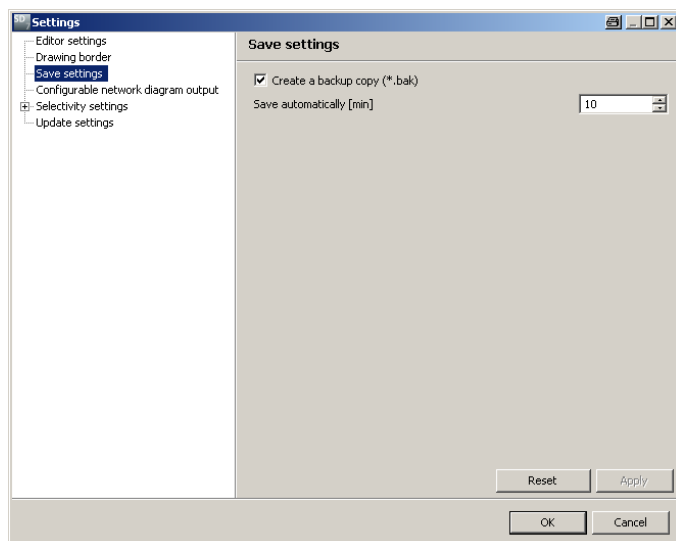 SD Settings
Editor settings
Drawing border
Save settings
Configurable network diagram output
Selectivity settings
Update settings
Save settings
Create a backup copy (*.bak)
Save automatically [min] 10
Reset Apply
OK Cancel